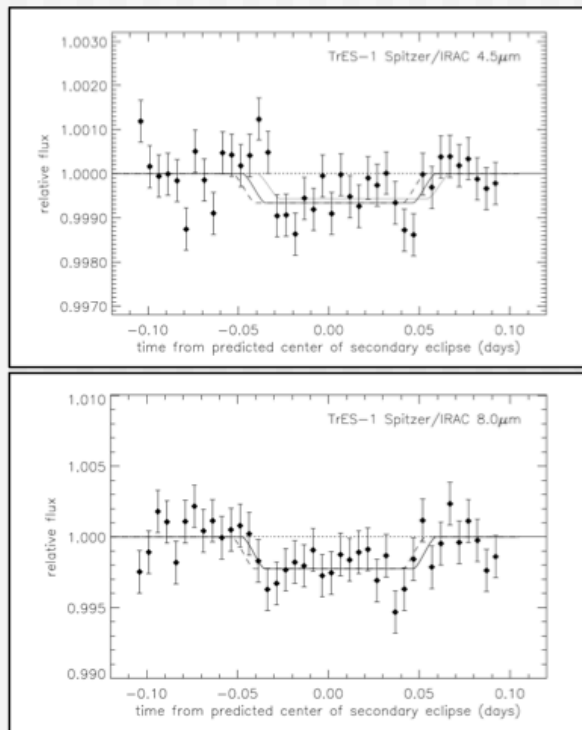 1.0030
TrES-1 Spitzer/IRAC 4.5μm
1.0020
1.0010
1.0000
0.9990
0.9980
0.9970
relative flux
-0.10 -0.05 0.00 0.05 0.10
time from predicted center of secondary eclipse (days)
1.010
TrES-1 Spitzer/IRAC 8.0μm
1.005
1.000
0.995
0.990
relative flux
-0.10 -0.05 0.00 0.05 0.10
time from predicted center of secondary eclipse (days)